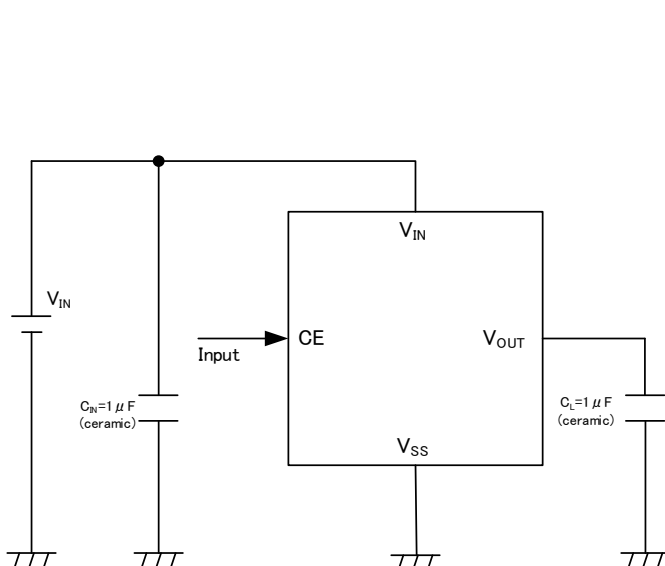 VIN
VIN
CE
VOUT
Input
CIN=1μF
(ceramic)
CL=1μF
(ceramic)
VSS